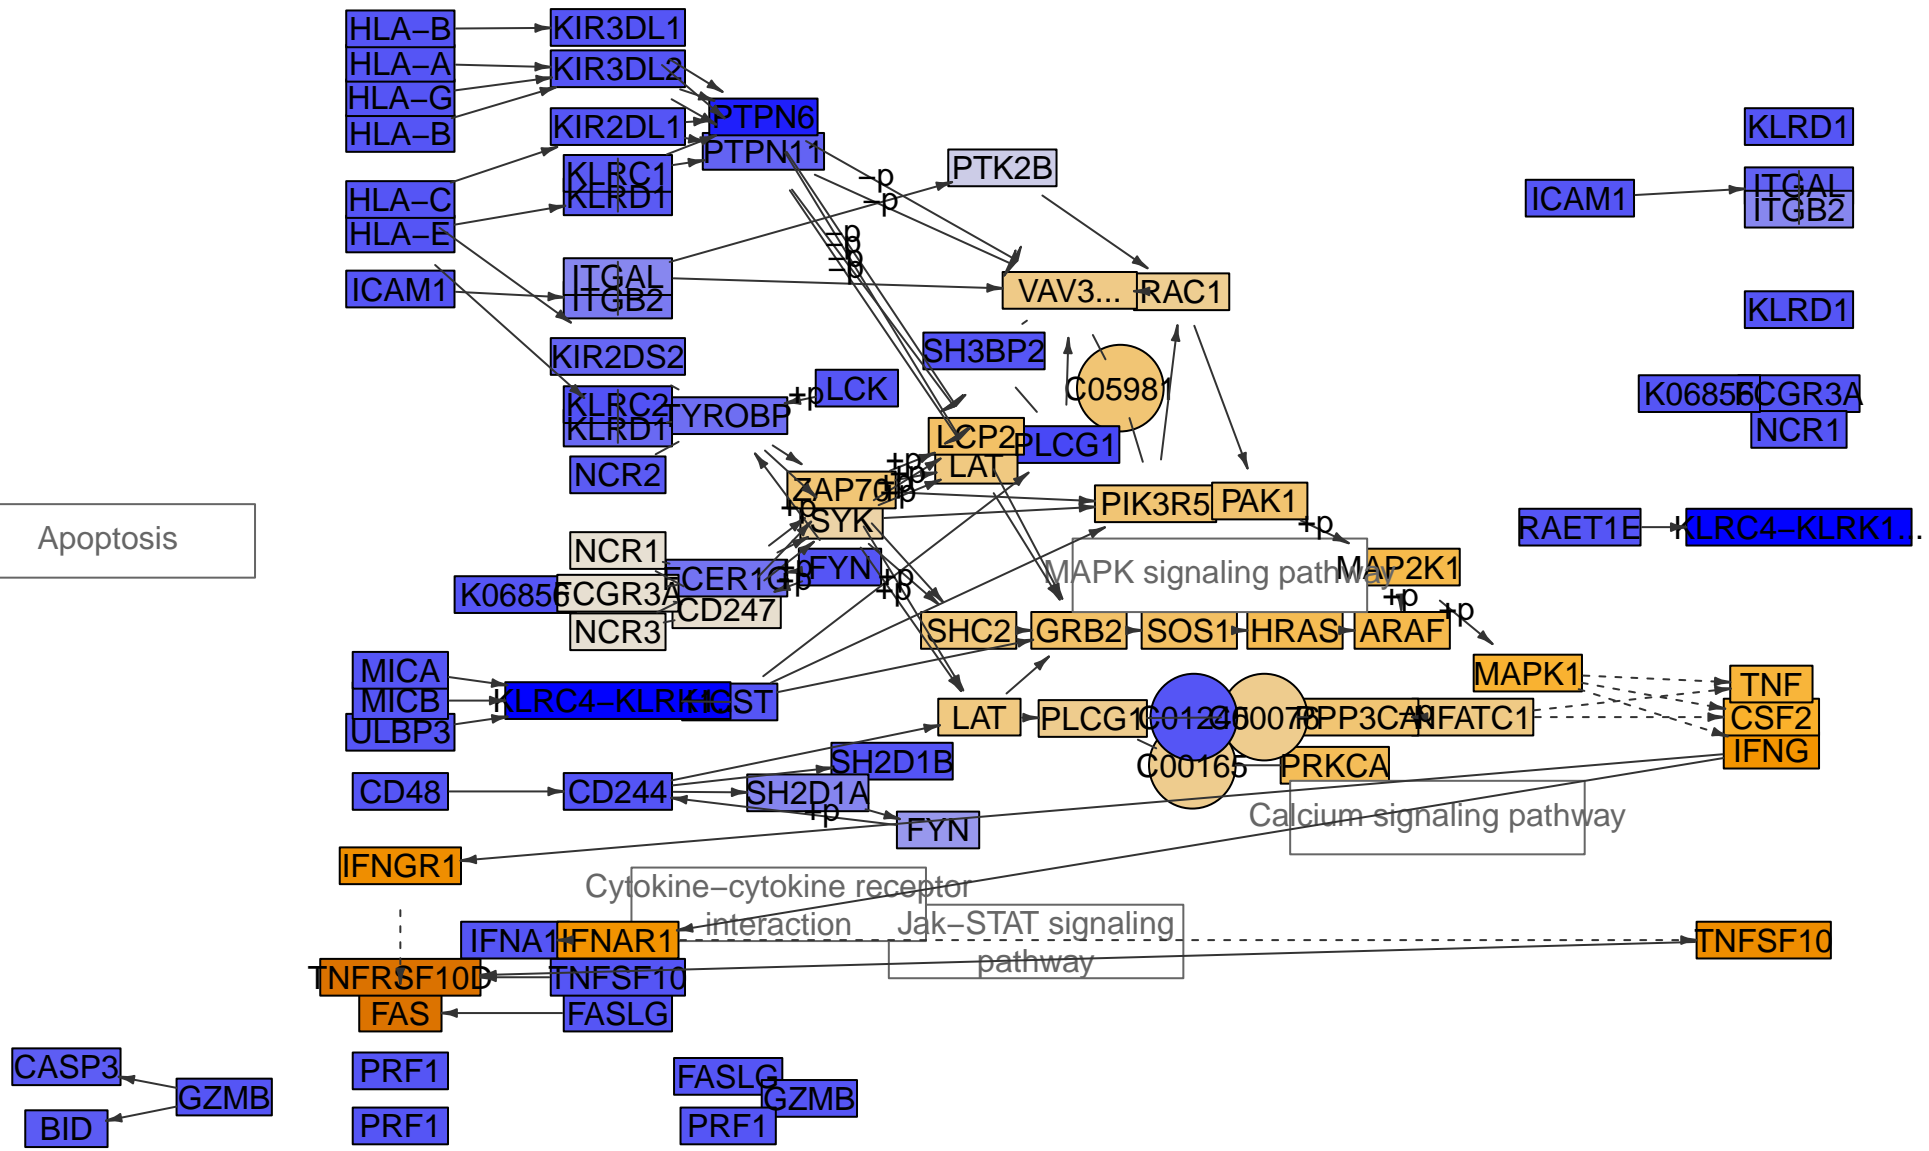 HLA−B
KIR3DL1
HLA−A
KIR3DL2
HLA−G
HLA−B
PTPN6
KIR2DL1
KLRD1
PTPN11
PTK2B
KLRC1
KLRD1
−p
−p
HLA−C
ICAM1
ITGAL
ITGB2
HLA−E
−p
−p
−p
−p
ICAM1
ITGAL
ITGB2
VAV3...
RAC1
KLRD1
KIR2DS2
SH3BP2
LCK
+p
C05981
K06856
FCGR3A
KLRC2
KLRD1
TYROBP
NCR1
LCP2
PLCG1
LAT
NCR2
+p
+p
+p
+p
ZAP70
PIK3R5
PAK1
+p
SYK
+p
RAET1E
KLRC4−KLRK1...
Apoptosis
NCR1
FYN
+p
+p
+p
MAPK signaling pathway
MAP2K1
K06856
FCGR3A
FCER1G
CD247
+p
+p
NCR3
SHC2
GRB2
SOS1
HRAS
ARAF
MICA
MAPK1
TNF
MICB
KLRC4−KLRK1
HCST
ULBP3
LAT
PLCG1
C01245
C00076
PPP3CA
NFATC1
CSF2
IFNG
C00165
PRKCA
SH2D1B
CD48
CD244
SH2D1A
+p
FYN
Calcium signaling pathway
IFNGR1
Cytokine−cytokine receptor
interaction
Jak−STAT signaling
pathway
IFNA1
IFNAR1
TNFSF10
TNFRSF10D
TNFSF10
FAS
FASLG
CASP3
PRF1
FASLG
GZMB
GZMB
BID
PRF1
PRF1